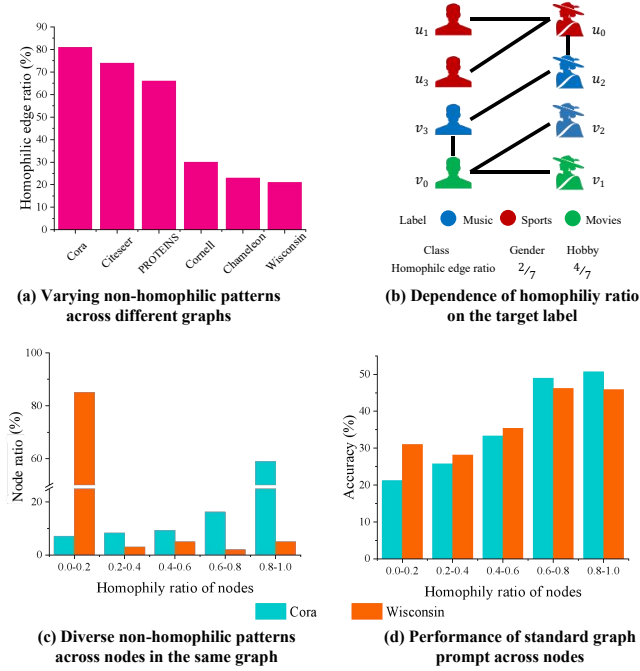 90
80
70
60
50
40
30
20
10
0
Homophilic edge ratio (%)
Cora
Citeseer
PROTEINS
Cornell
Chameleon
Wisconsin
(a) Varying non-homophilic patterns
across different graphs
u1 u0
u3 u2
v3 v2
v0 v1
Label Music Sports Movies
Class Gender Hobby
Homophilic edge ratio 2/7 4/7
(b) Dependence of homophiliy ratio
on the target label
100
80
60
20
0
Node ratio (%)
0.0-0.2 0.2-0.4 0.4-0.6 0.6-0.8 0.8-1.0
Homophily ratio of nodes
50
40
30
20
10
0
Accuracy (%)
0.0-0.2 0.2-0.4 0.4-0.6 0.6-0.8 0.8-1.0
Homophily ratio of nodes
Cora Wisconsin
(c) Diverse non-homophilic patterns
across nodes in the same graph
(d) Performance of standard graph
prompt across nodes